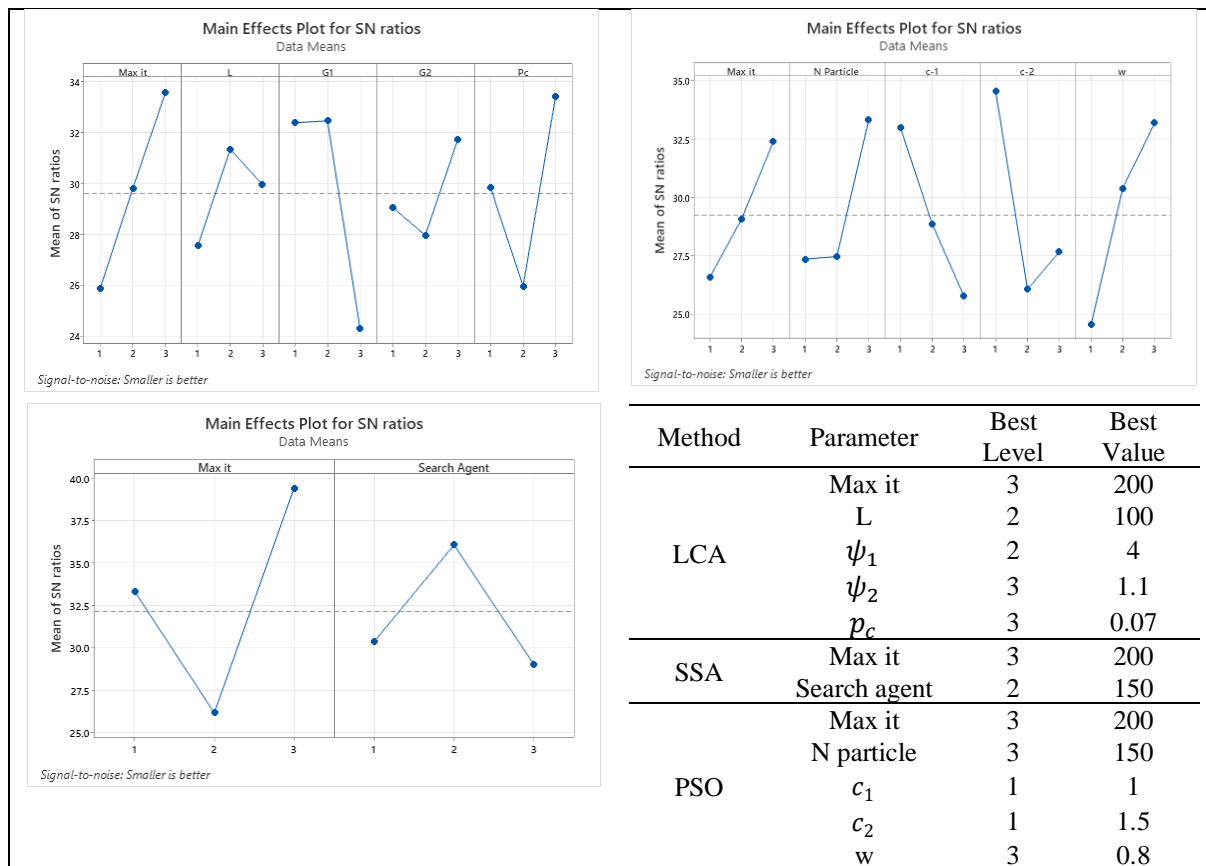 Main Effects Plot for SN ratios
Data Means
Max it L G1 G2 Pc
Mean of SN ratios
34
32
30
28
26
24
1 2 3 1 2 3 1 2 3 1 2 3 1 2 3
Signal-to-noise: Smaller is better
Main Effects Plot for SN ratios
Data Means
Max it N Particle c-1 c-2 w
Mean of SN ratios
35.0
32.5
30.0
27.5
25.0
1 2 3 1 2 3 1 2 3 1 2 3 1 2 3
Signal-to-noise: Smaller is better
Main Effects Plot for SN ratios
Data Means
Max it Search Agent
Mean of SN ratios
40.0
37.5
35.0
32.5
30.0
27.5
25.0
1 2 3 1 2 3
Signal-to-noise: Smaller is better
Method Parameter Best Level Best Value
LCA Max it 3 200
L 2 100
ψ₁ 2 4
ψ₂ 3 1.1
p_c 3 0.07
SSA Max it 3 200
Search agent 2 150
PSO Max it 3 200
N particle 3 150
c₁ 1 1
c₂ 1 1.5
w 3 0.8